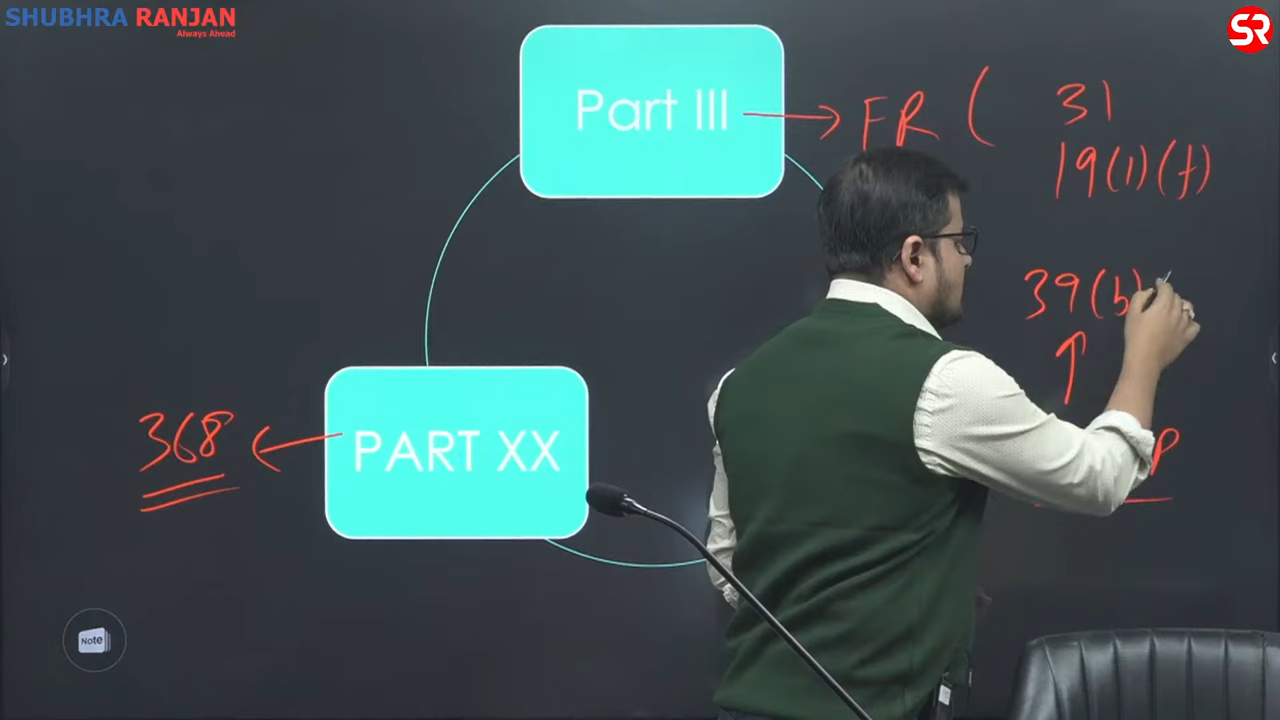 SHUBHRA RANJAN
Always Ahead
SR
Part III
FR ( 31
19(1)(f)
39(b)
368
PART XX
P
Note